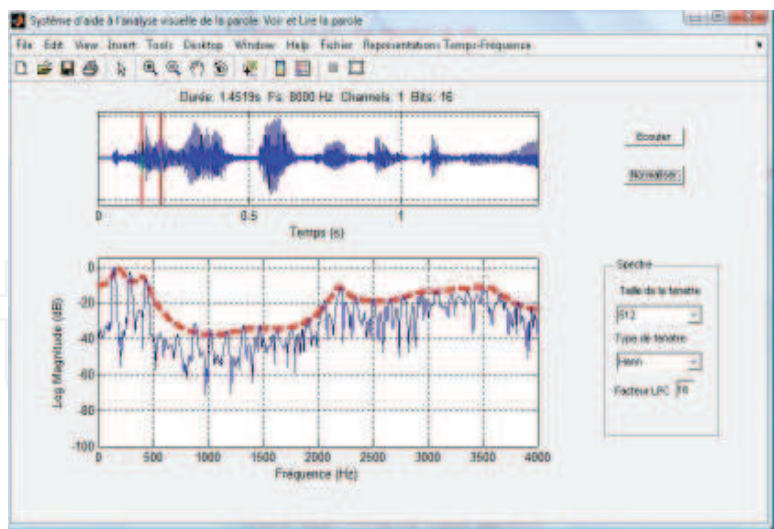 Système d'aide à l'analyse visuelle de la parole: Voir et Lire la parole
File Edit View Insert Tools Desktop Window Help Fichier Représentations Temps-Fréquence
Durée: 1.4519s Fs: 8000 Hz Channels: 1 Bits: 16
Ecouter
Normaliser
0 0.5 1
Temps (s)
Spectre
Taille de la fenêtre
512
Type de fenêtre
Hann
Facteur LPC 16
Log Magnitude (dB)
0
-20
-40
-60
-80
-100
0 500 1000 1500 2000 2500 3000 3500 4000
Fréquence (Hz)